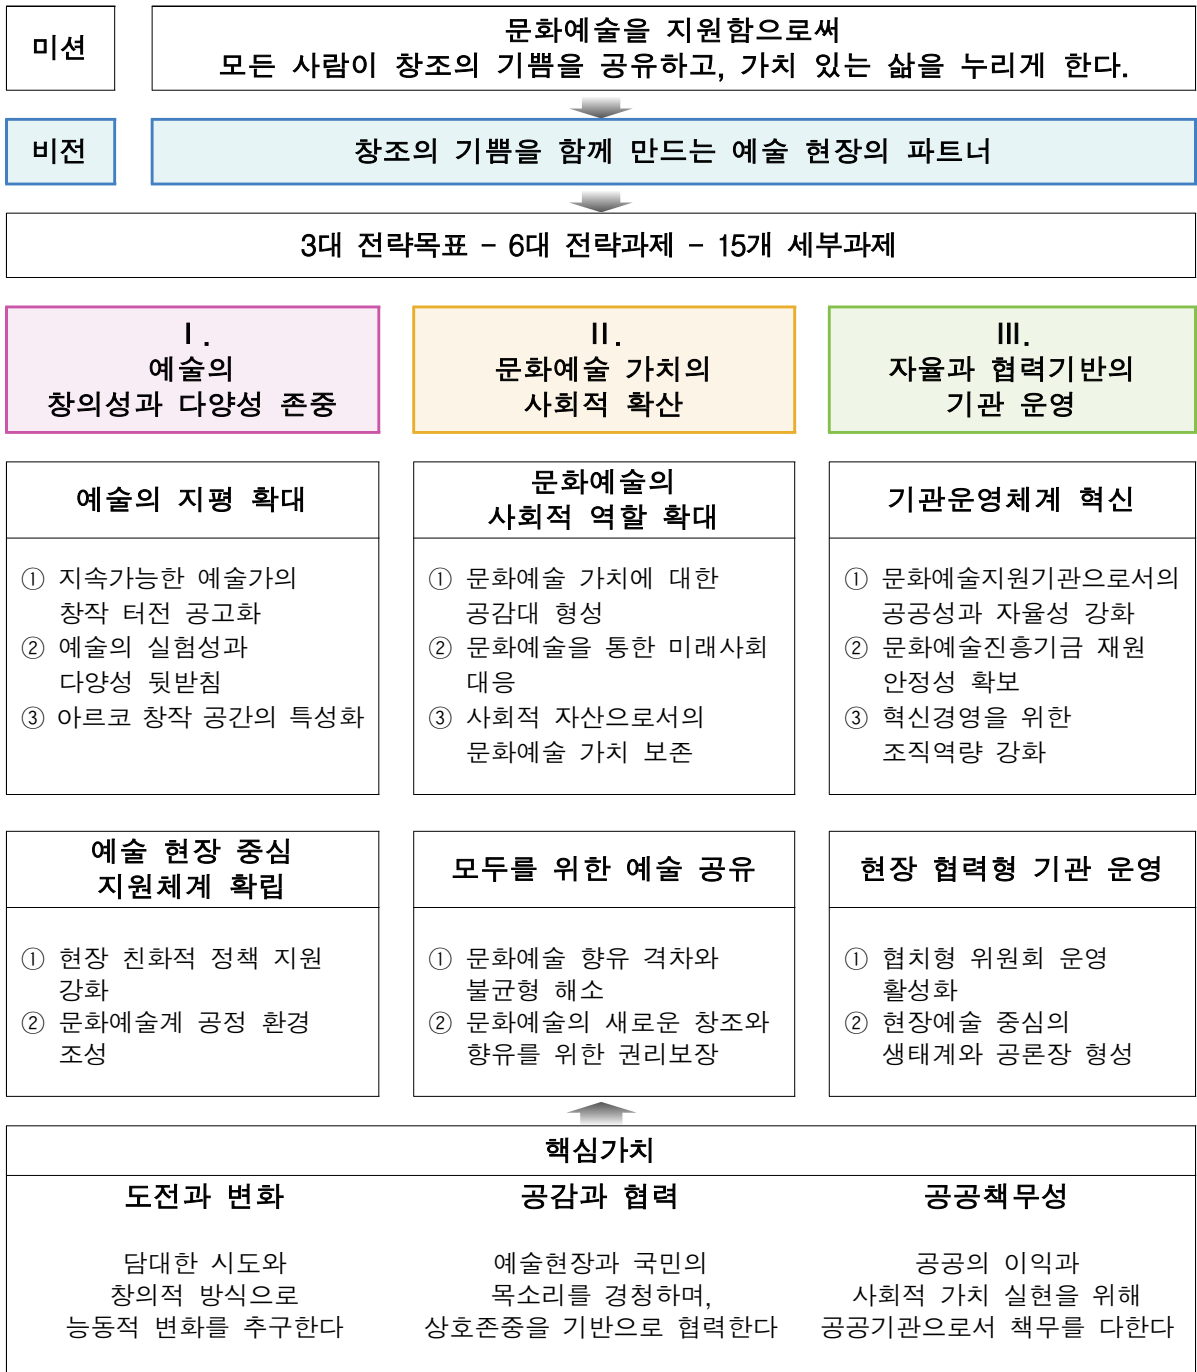 미션
문화예술을 지원함으로써
모든 사람이 창조의 기쁨을 공유하고, 가치 있는 삶을 누리게 한다.
비전
창조의 기쁨을 함께 만드는 예술 현장의 파트너
3대 전략목표 - 6대 전략과제 - 15개 세부과제
Ⅰ.
예술의
창의성과 다양성 존중
Ⅱ.
문화예술 가치의
사회적 확산
Ⅲ.
자율과 협력기반의
기관 운영
예술의 지평 확대
① 지속가능한 예술가의
창작 터전 공고화
② 예술의 실험성과
다양성 뒷받침
③ 아르코 창작 공간의 특성화
문화예술의
사회적 역할 확대
① 문화예술 가치에 대한
공감대 형성
② 문화예술을 통한 미래사회
대응
③ 사회적 자산으로서의
문화예술 가치 보존
기관운영체계 혁신
① 문화예술지원기관으로서의
공공성과 자율성 강화
② 문화예술진흥기금 재원
안정성 확보
③ 혁신경영을 위한
조직역량 강화
예술 현장 중심
지원체계 확립
① 현장 친화적 정책 지원
강화
② 문화예술계 공정 환경
조성
모두를 위한 예술 공유
① 문화예술 향유 격차와
불균형 해소
② 문화예술의 새로운 창조와
향유를 위한 권리보장
현장 협력형 기관 운영
① 협치형 위원회 운영
활성화
② 현장예술 중심의
생태계와 공론장 형성
핵심가치
도전과 변화
담대한 시도와
창의적 방식으로
능동적 변화를 추구한다
공감과 협력
예술현장과 국민의
목소리를 경청하며,
상호존중을 기반으로 협력한다
공공책무성
공공의 이익과
사회적 가치 실현을 위해
공공기관으로서 책무를 다한다